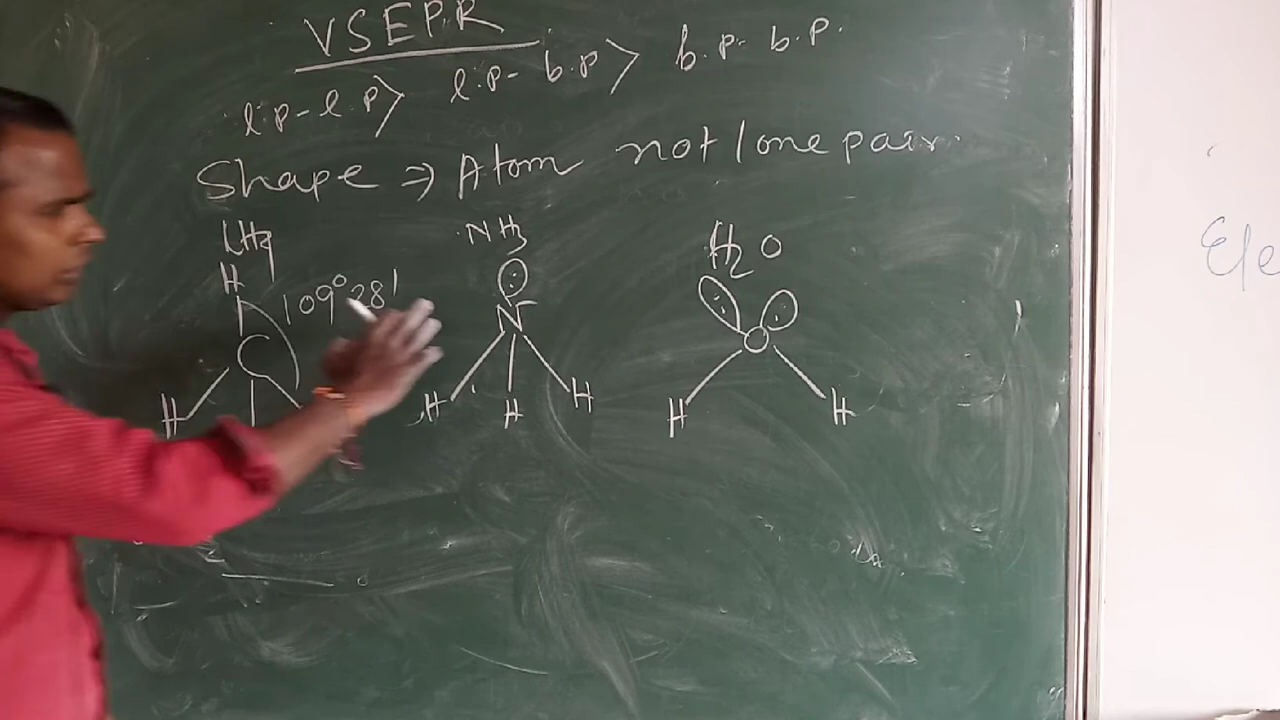 VSEPR
l.p-l.p> l.p- b.p> b.p- b.p.
Shape ⇒ Atom not lone pair.
CH4 NH3 H2O
H 109°28'
C N O
H H H H H H
Ele